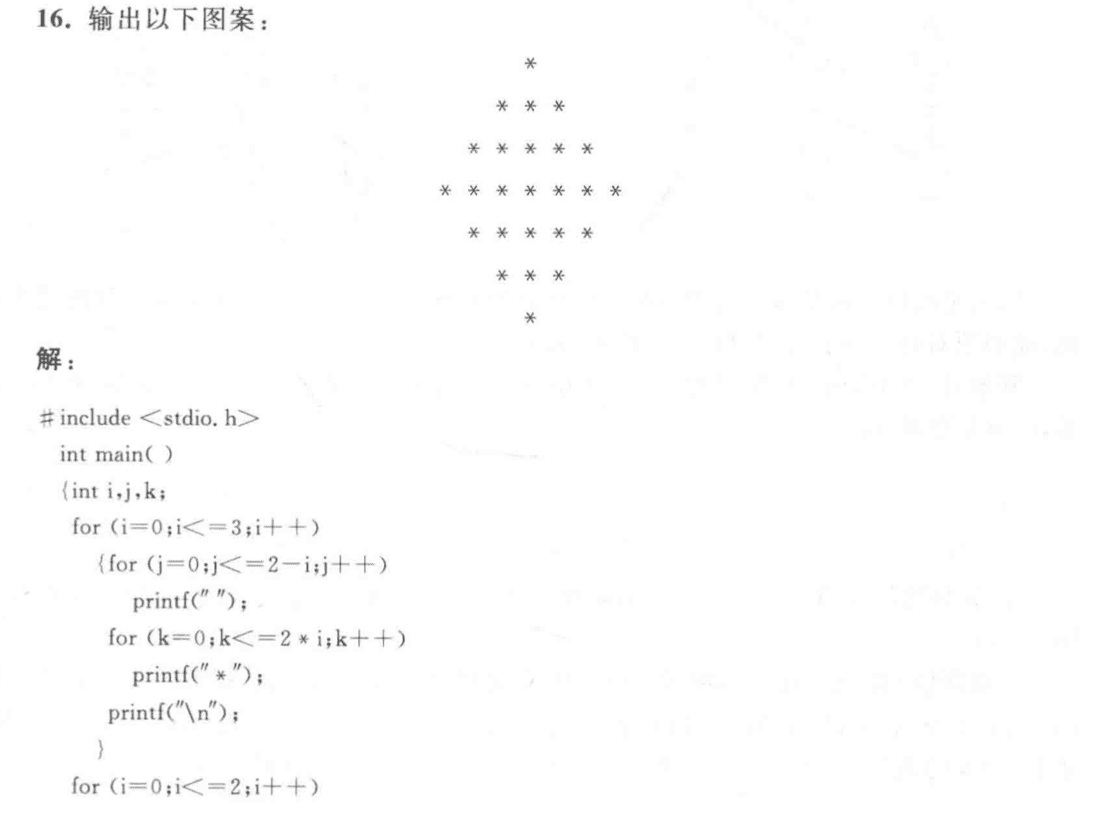 16. 输出以下图案：
*
* * *
* * * * *
* * * * * * *
* * * * *
* * *
*
解：
#include <stdio.h>
int main( )
{int i,j,k;
for (i=0;i<=3;i++)
{for (j=0;j<=2-i;j++)
printf(" ");
for (k=0;k<=2*i;k++)
printf("*");
printf("\n");
}
for (i=0;i<=2;i++)